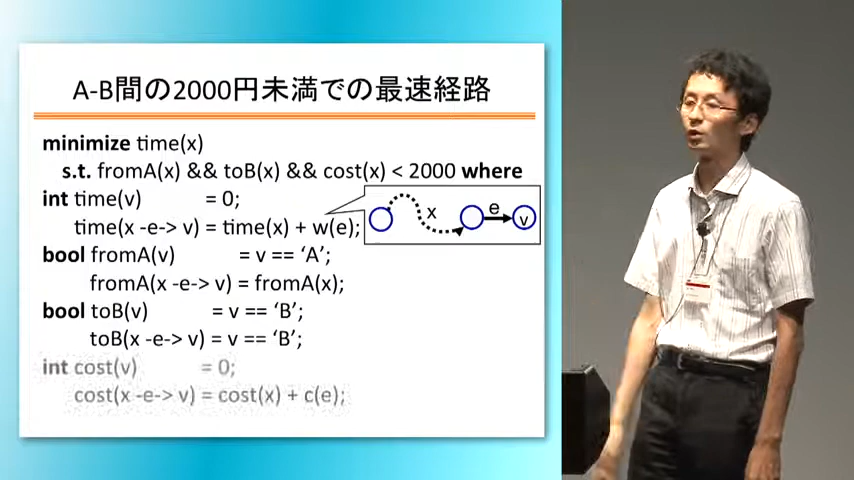 A-B間の2000円未満での最速経路
minimize time(x)
s.t. fromA(x) && toB(x) && cost(x) < 2000 where
int time(v) = 0;
time(x -e-> v) = time(x) + w(e);
x e v
bool fromA(v) = v == ‘A’;
fromA(x -e-> v) = fromA(x);
bool toB(v) = v == ‘B’;
toB(x -e-> v) = v == ‘B’;
int cost(v) = 0;
cost(x -e-> v) = cost(x) + c(e);